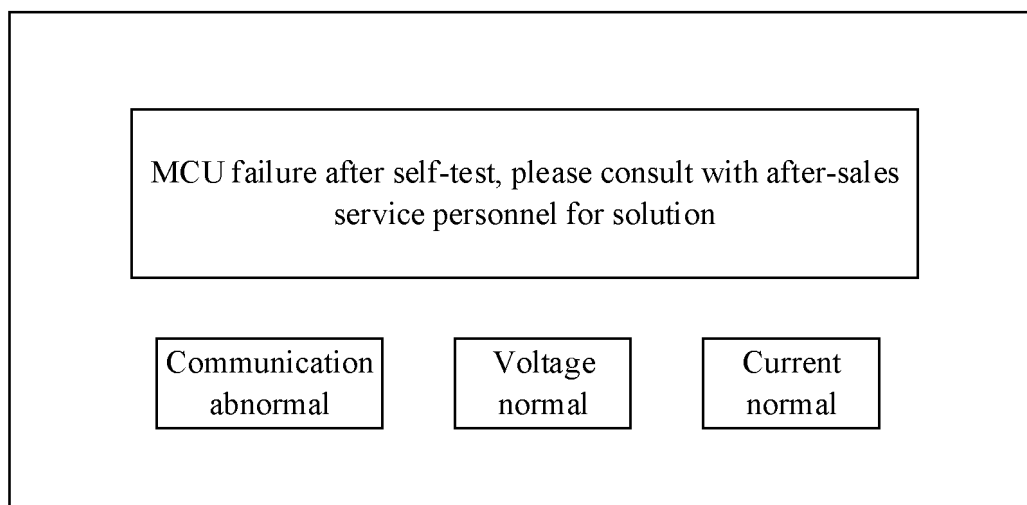 MCU failure after self-test, please consult with after-sales
service personnel for solution
Communication
abnormal
Voltage
normal
Current
normal